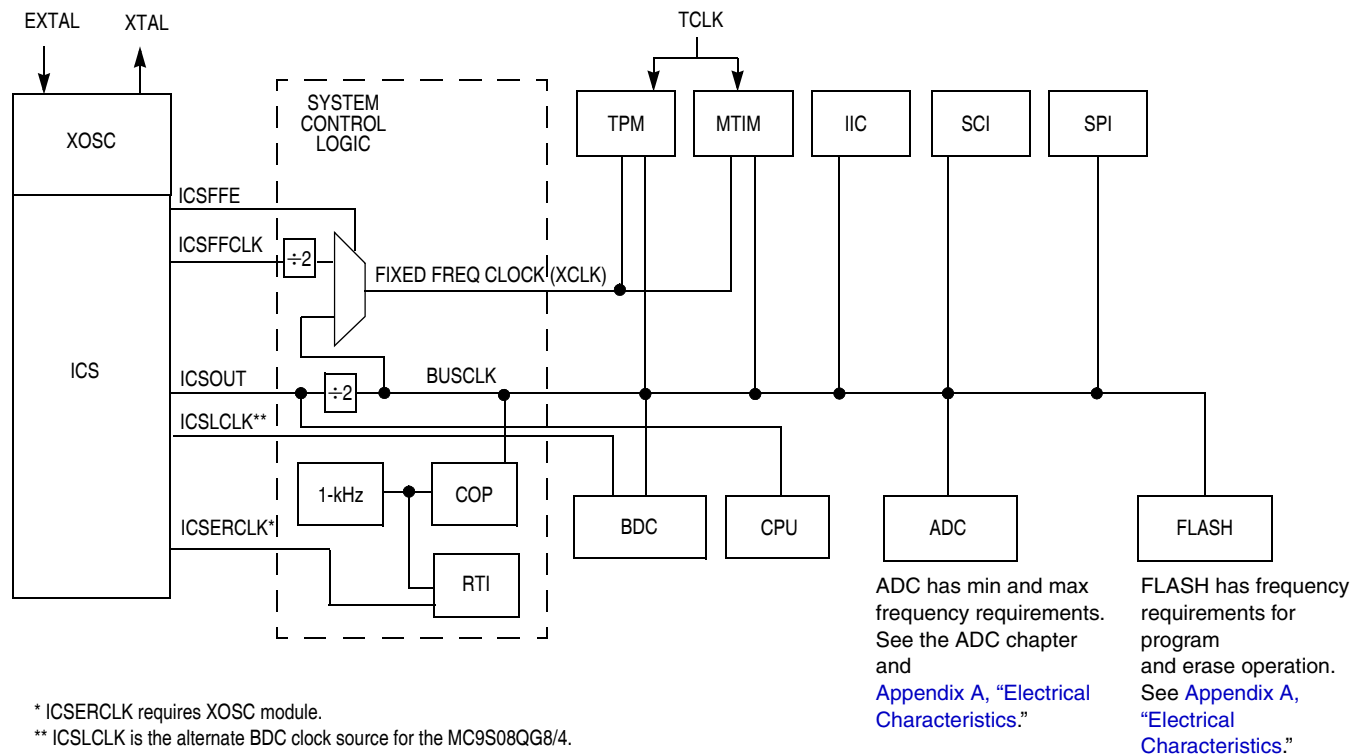 EXTAL
XTAL
TCLK
SYSTEM
CONTROL
LOGIC
XOSC
TPM
MTIM
IIC
SCI
SPI
ICSFFE
ICSFFCLK
÷2
FIXED FREQ CLOCK (XCLK)
ICS
ICSOUT
÷2
BUSCLK
ICSLCLK**
1-kHz
COP
BDC
CPU
ADC
FLASH
ICSERCLK*
RTI
ADC has min and max
frequency requirements.
See the ADC chapter
and
Appendix A, “Electrical
Characteristics.”
FLASH has frequency
requirements for
program
and erase operation.
See Appendix A,
“Electrical
Characteristics.”
* ICSERCLK requires XOSC module.
** ICSLCLK is the alternate BDC clock source for the MC9S08QG8/4.